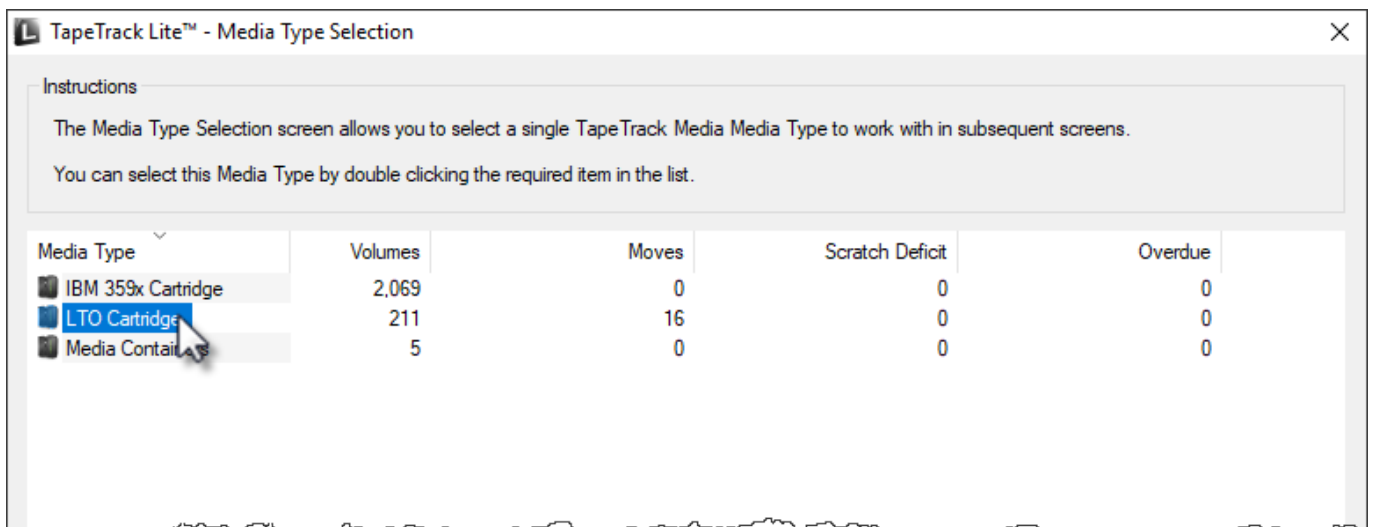 TapeTrack Lite™ - Media Type Selection
Instructions
The Media Type Selection screen allows you to select a single TapeTrack Media Media Type to work with in subsequent screens.
You can select this Media Type by double clicking the required item in the list.
Media Type Volumes Moves Scratch Deficit Overdue
IBM 359x Cartridge 2,069 0 0 0
LTO Cartridge 211 16 0 0
Media Containers 5 0 0 0